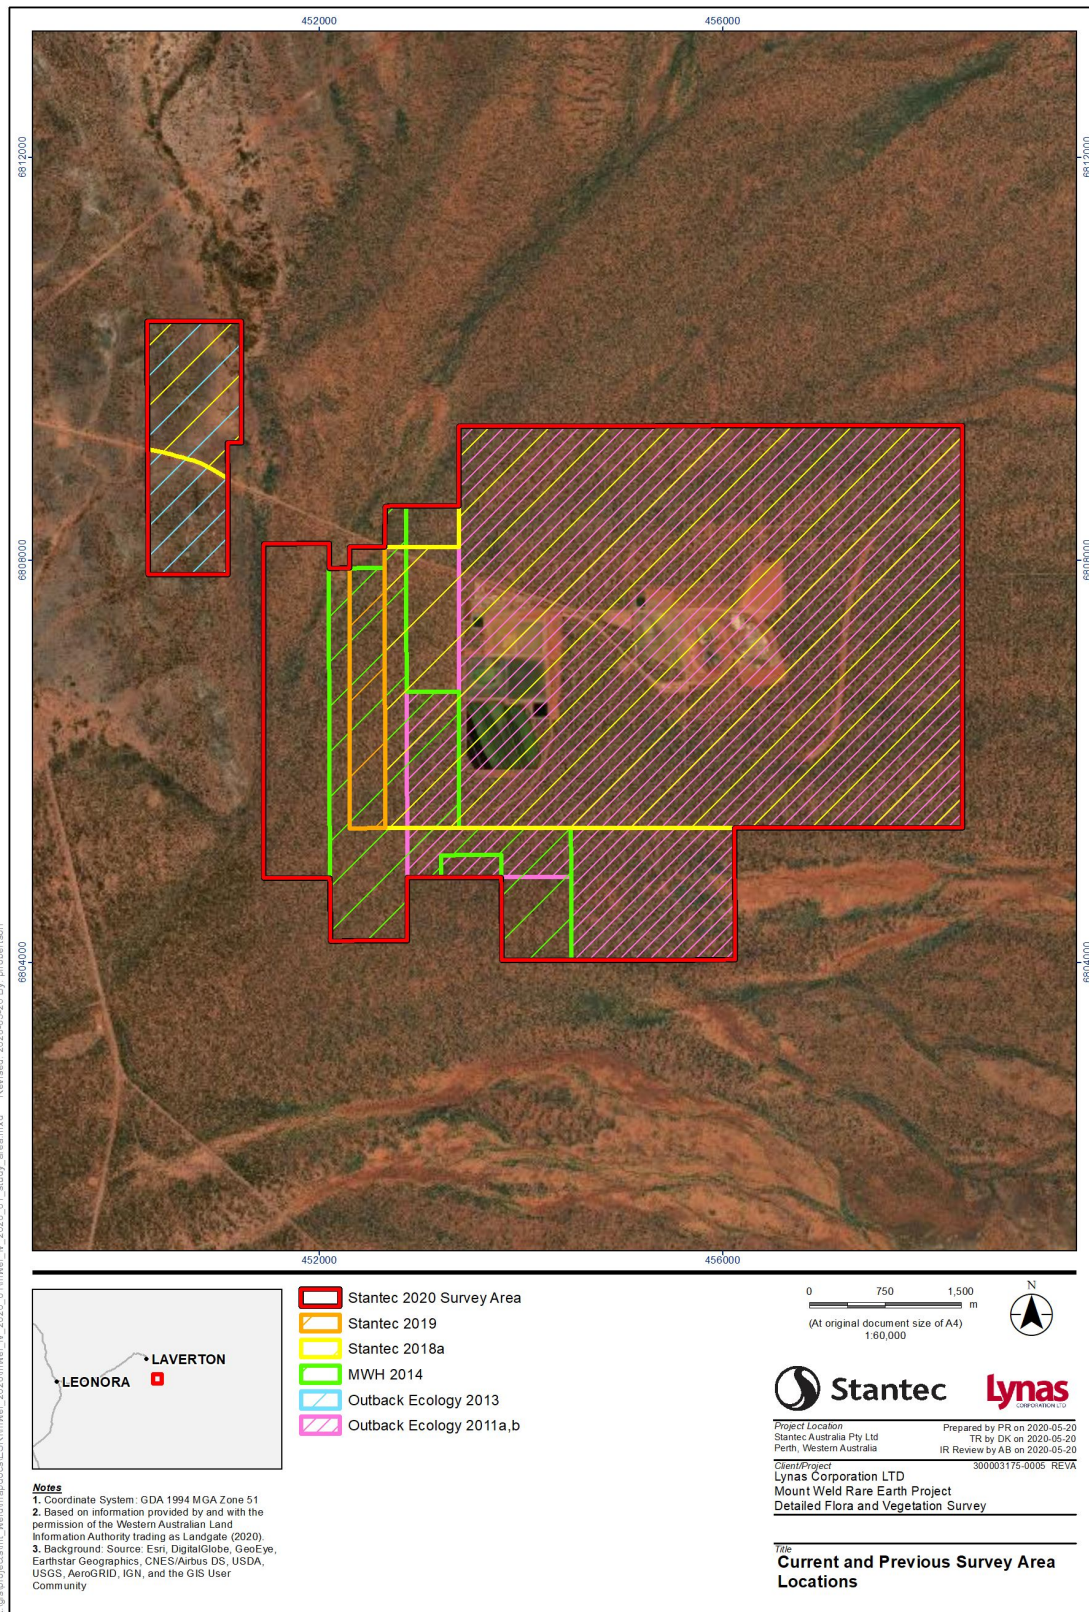 452000
456000
6812000
6812000
6808000
6808000
6804000
6804000
452000
456000
LAVERTON
LEONORA
Stantec 2020 Survey Area
Stantec 2019
Stantec 2018a
MWH 2014
Outback Ecology 2013
Outback Ecology 2011a,b
0 750 1,500
m
(At original document size of A4)
1:60,000
N
Stantec
Lynas
CORPORATION LTD
Project Location
Stantec Australia Pty Ltd
Perth, Western Australia
Prepared by PR on 2020-05-20
TR by DK on 2020-05-20
IR Review by AB on 2020-05-20
Client/Project
300003175-0005 REVA
Lynas Corporation LTD
Mount Weld Rare Earth Project
Detailed Flora and Vegetation Survey
Title
Current and Previous Survey Area
Locations
Notes
1. Coordinate System: GDA 1994 MGA Zone 51
2. Based on information provided by and with the
permission of the Western Australian Land
Information Authority trading as Landgate (2020).
3. Background: Source: Esri, DigitalGlobe, GeoEye,
Earthstar Geographics, CNES/Airbus DS, USDA,
USGS, AeroGRID, IGN, and the GIS User
Community